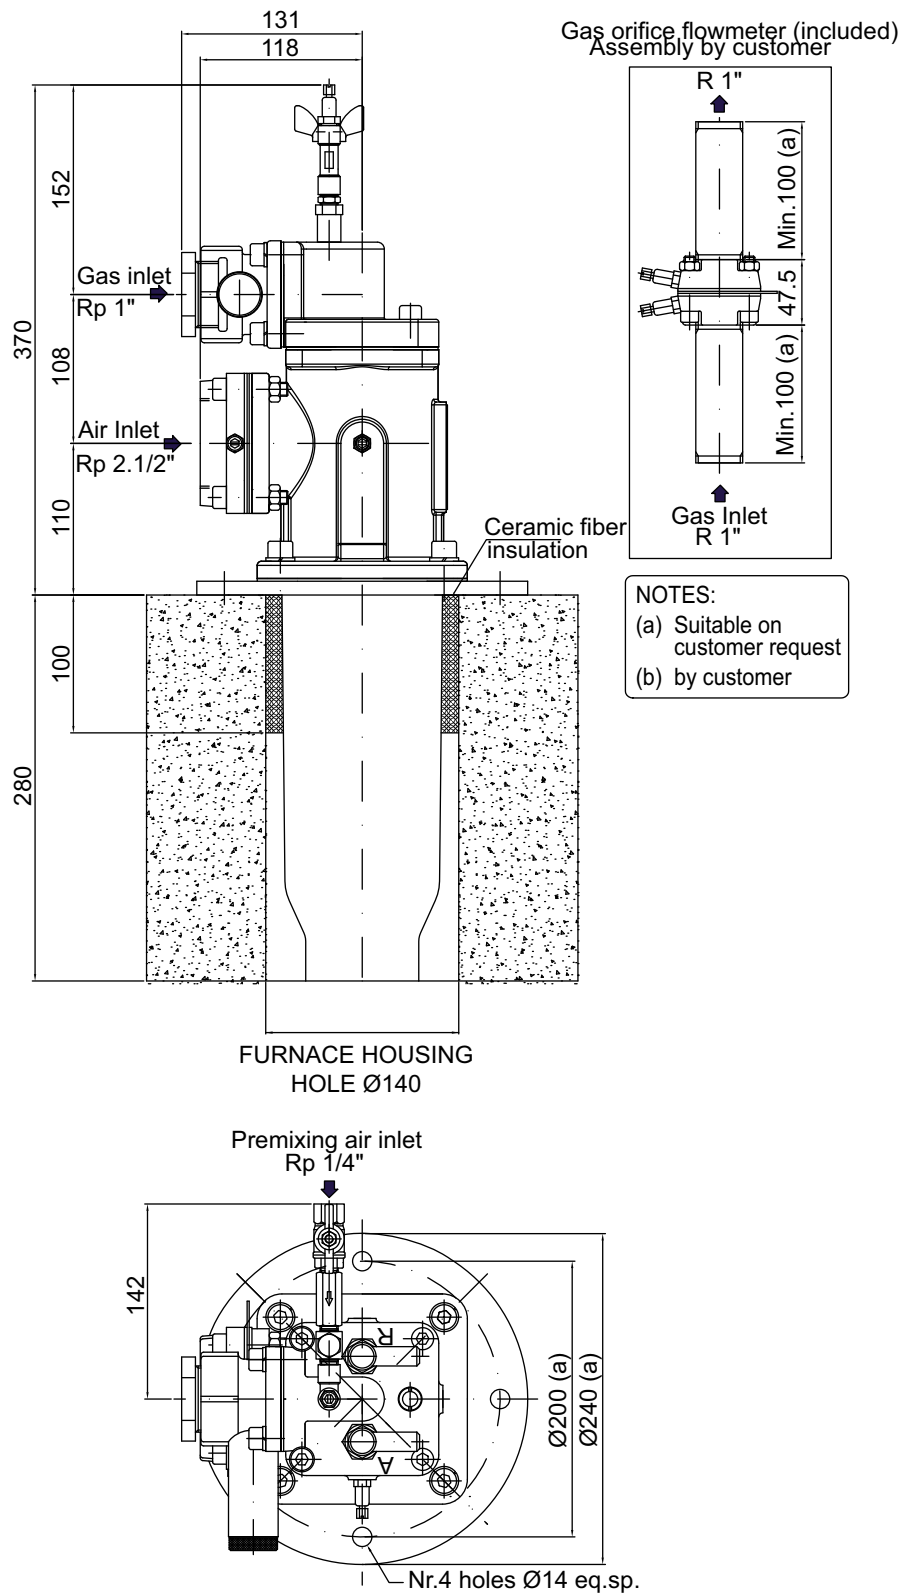 131
118
Gas orifice flowmeter (included)
Assembly by customer
R 1"
Min.100 (a)
47.5
Min.100 (a)
Gas Inlet
R 1"
370
152
Gas inlet
Rp 1"
108
Air Inlet
Rp 2.1/2"
110
Ceramic fiber
insulation
NOTES:
(a) Suitable on
customer request
(b) by customer
100
280
FURNACE HOUSING
HOLE Ø140
Premixing air inlet
Rp 1/4"
142
R
A
Ø200 (a)
Ø240 (a)
Nr.4 holes Ø14 eq.sp.